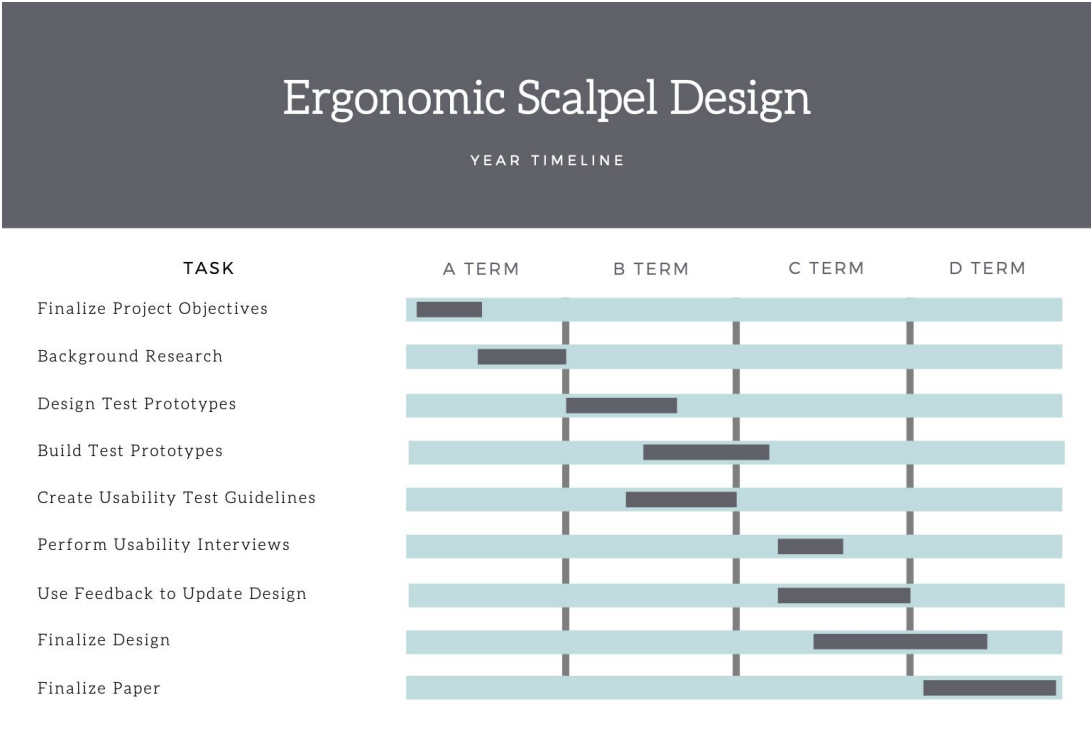 Ergonomic Scalpel Design
YEAR TIMELINE
TASK A TERM B TERM C TERM D TERM
Finalize Project Objectives
Background Research
Design Test Prototypes
Build Test Prototypes
Create Usability Test Guidelines
Perform Usability Interviews
Use Feedback to Update Design
Finalize Design
Finalize Paper